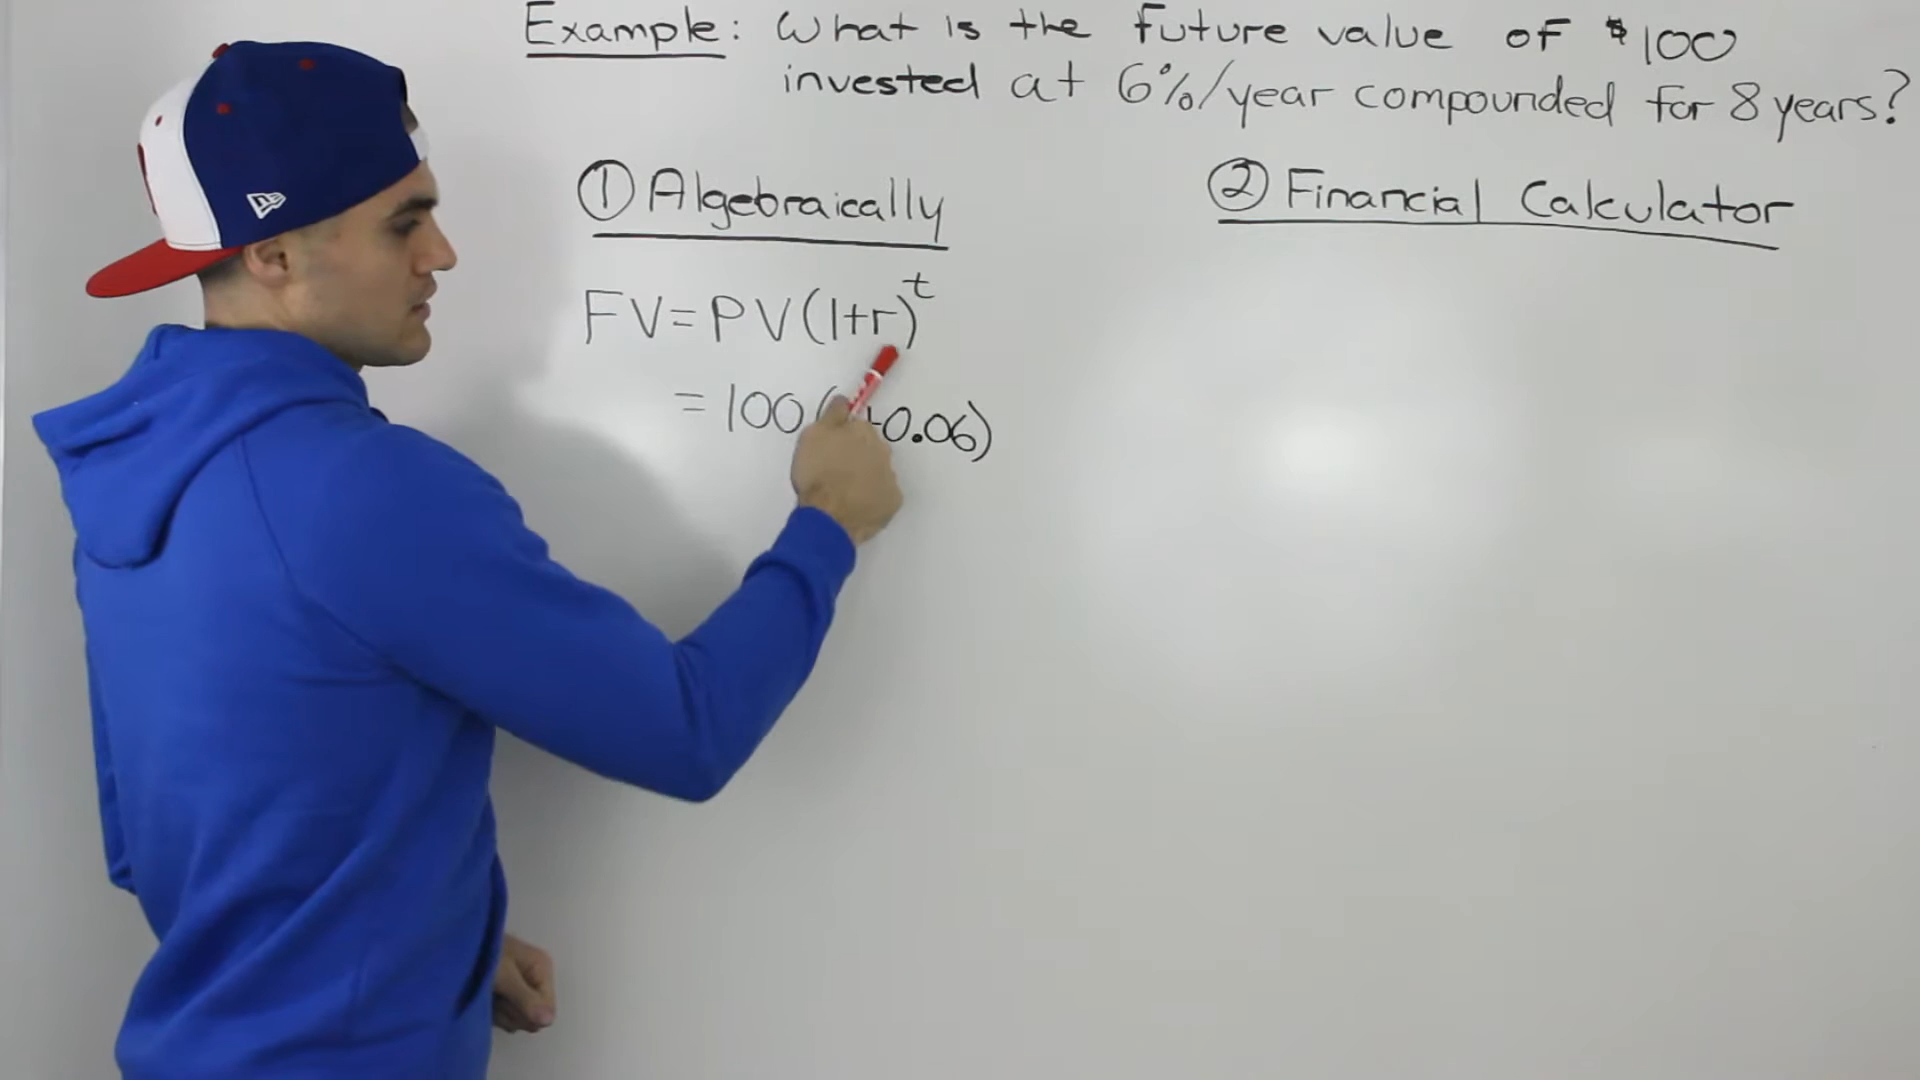 Example: What is the future value of $100
invested at 6%/year compounded for 8 years?
① Algebraically
② Financial Calculator
FV=PV(1+r)^t
= 100( +0.06)